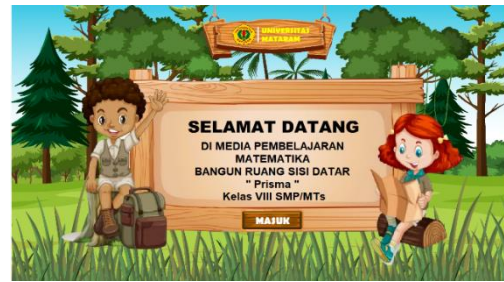 UNIVERSITAS
MATARAM
SELAMAT DATANG
DI MEDIA PEMBELAJARAN
MATEMATIKA
BANGUN RUANG SISI DATAR
" Prisma "
Kelas VIII SMP/MTs
MASUK